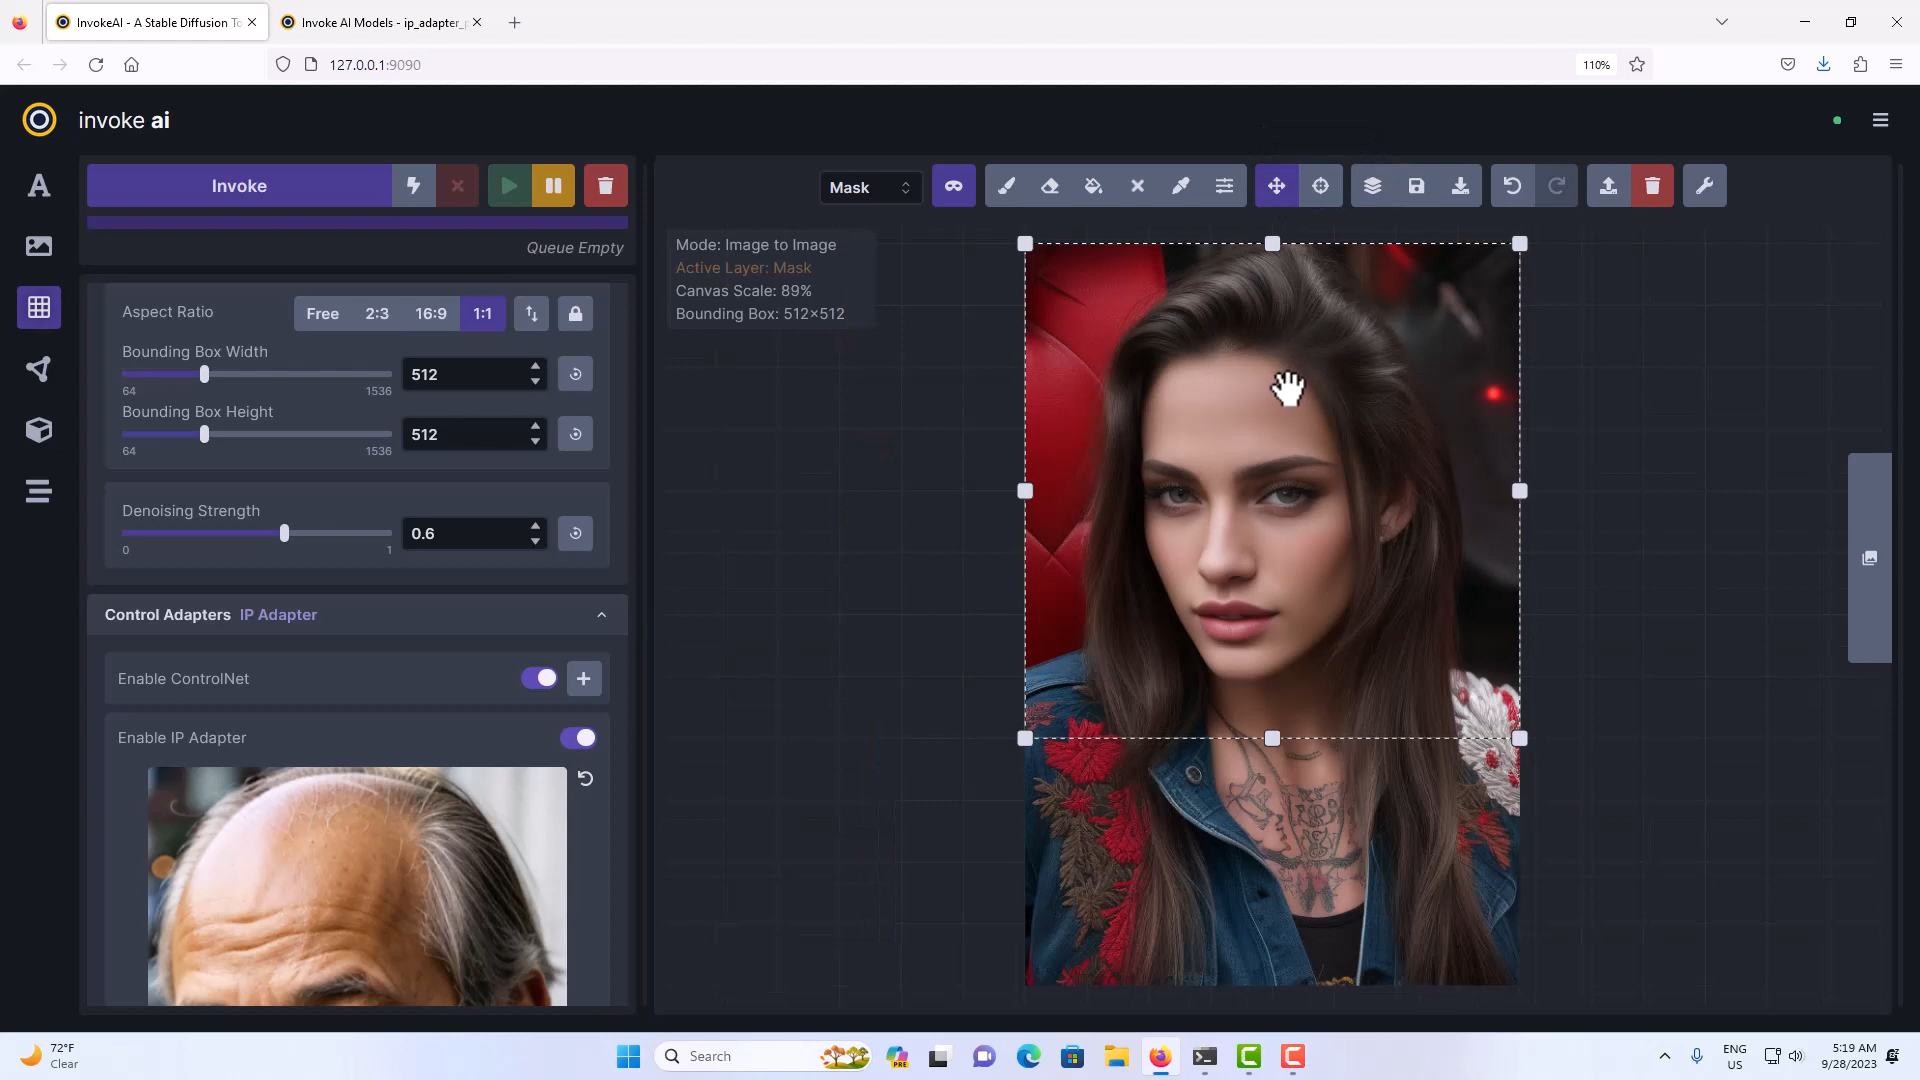 InvokeAI - A Stable Diffusion To
Invoke AI Models - ip_adapter_
127.0.0.1:9090
110%
invoke ai
Invoke
Mask
Queue Empty
Mode: Image to Image
Active Layer: Mask
Canvas Scale: 89%
Bounding Box: 512×512
Aspect Ratio
Free
2:3
16:9
1:1
Bounding Box Width
512
64
1536
Bounding Box Height
512
64
1536
Denoising Strength
0.6
0
1
Control Adapters IP Adapter
Enable ControlNet
Enable IP Adapter
72°F
Clear
Search
PRE
ENG
US
5:19 AM
9/28/2023